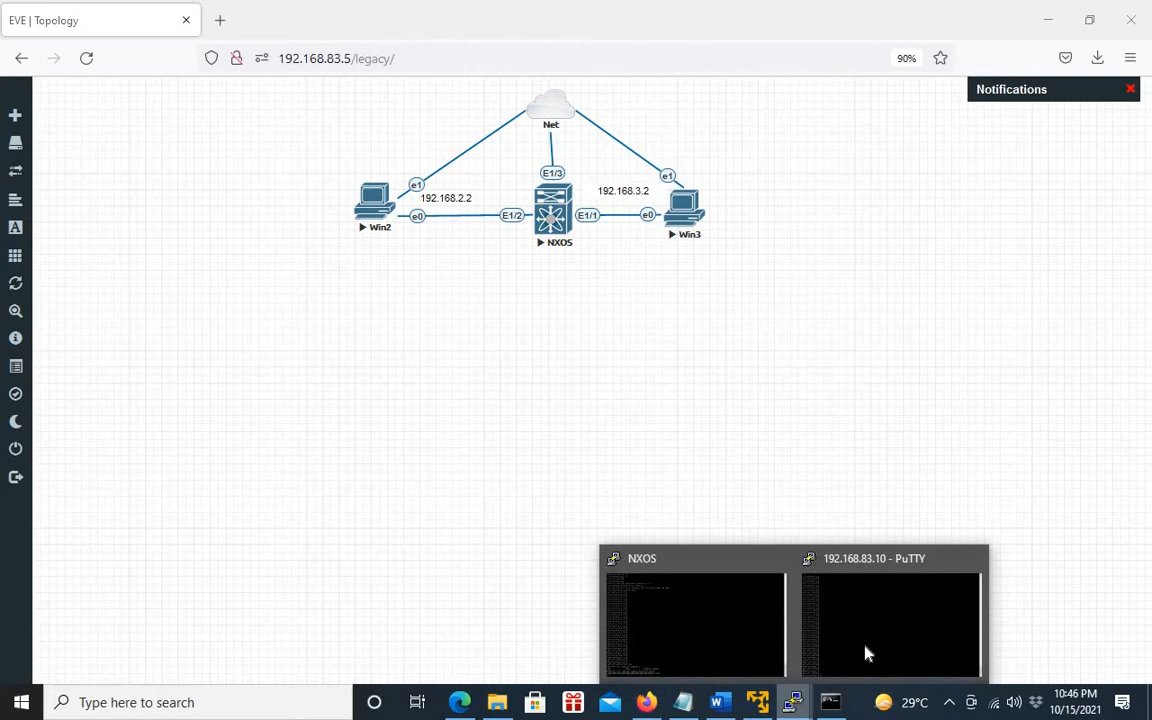 EVE | Topology
192.168.83.5/legacy/
90%
Notifications
Net
E1/3
e1
e1
192.168.2.2
192.168.3.2
e0
E1/2
E1/1
e0
Win2
NXOS
Win3
NXOS
192.168.83.10 - PuTTY
Type here to search
29°C
10:46 PM
10/15/2021